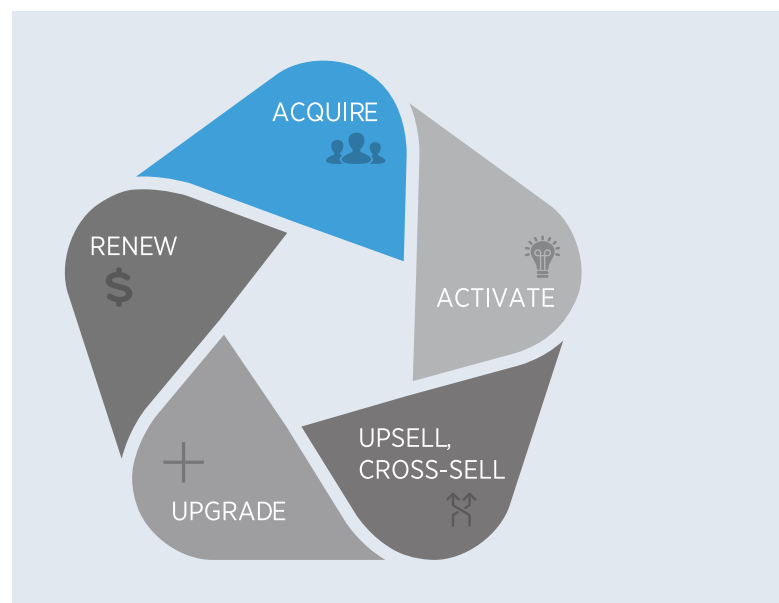 ACQUIRE
ACTIVATE
UPSELL,
CROSS-SELL
UPGRADE
RENEW
$